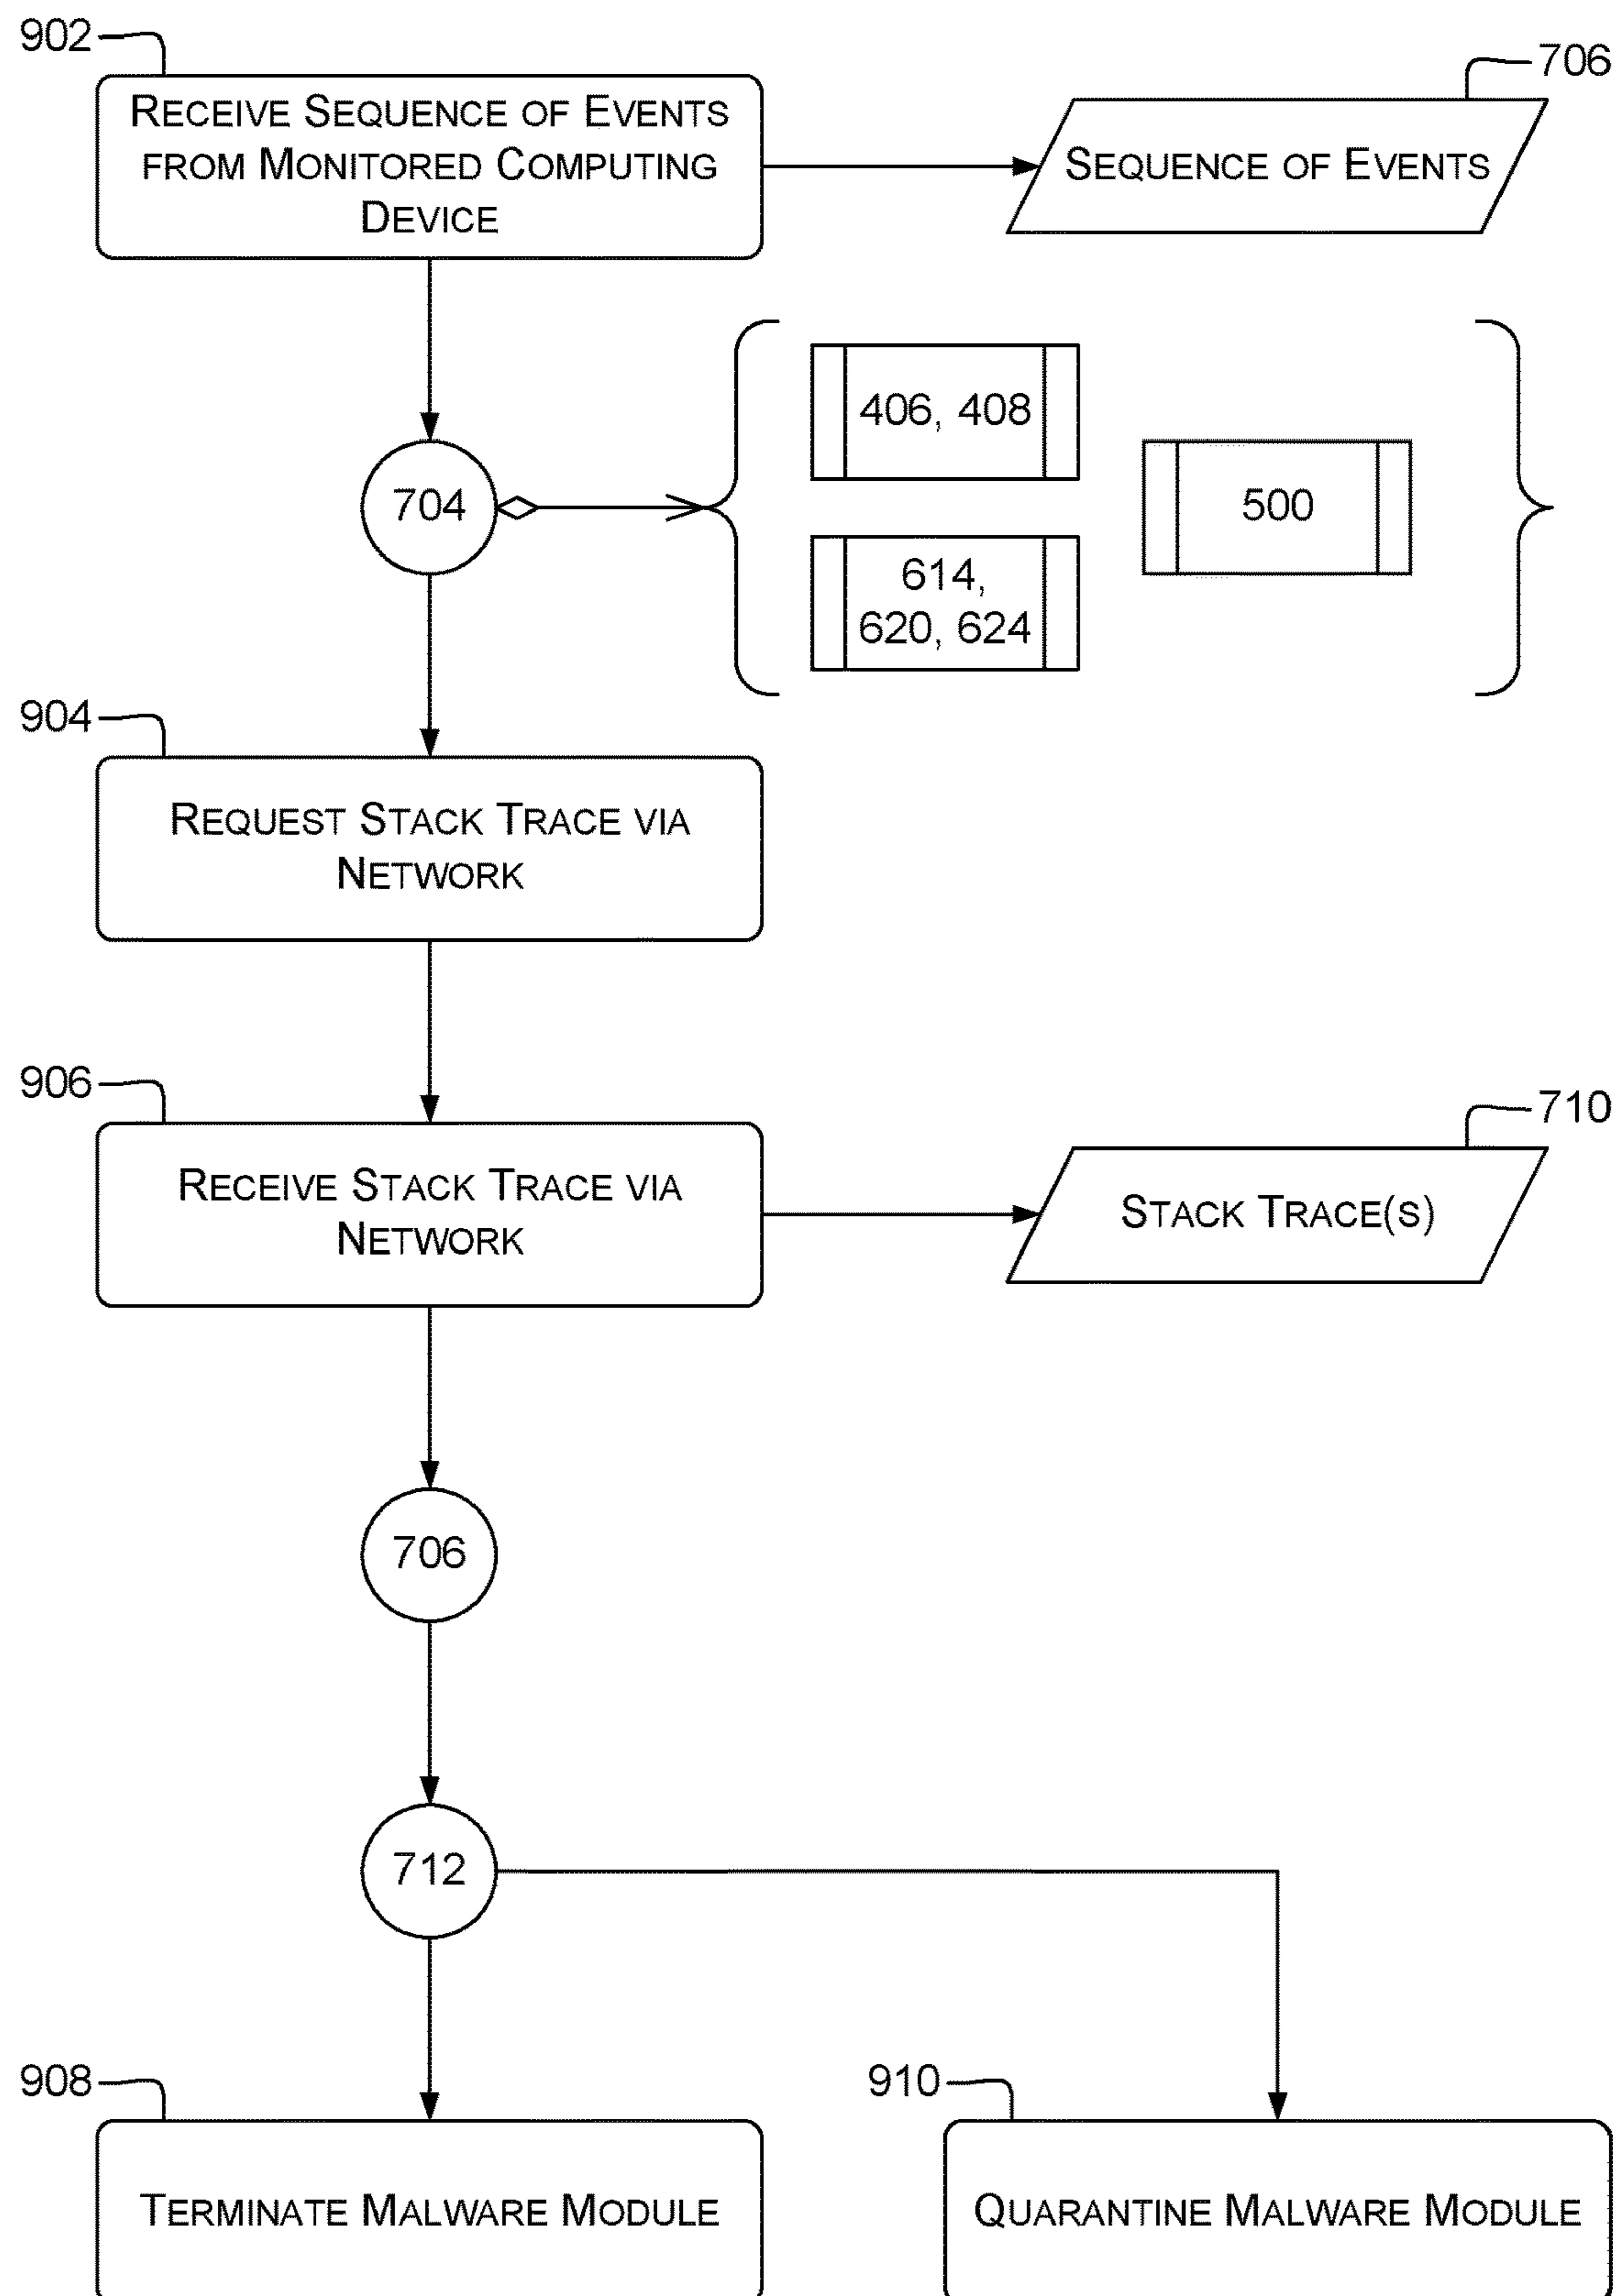 902
706
RECEIVE SEQUENCE OF EVENTS
FROM MONITORED COMPUTING
DEVICE
SEQUENCE OF EVENTS
406, 408
704
500
614,
620, 624
904
REQUEST STACK TRACE VIA
NETWORK
906
710
RECEIVE STACK TRACE VIA
NETWORK
STACK TRACE(S)
706
712
908
910
TERMINATE MALWARE MODULE
QUARANTINE MALWARE MODULE